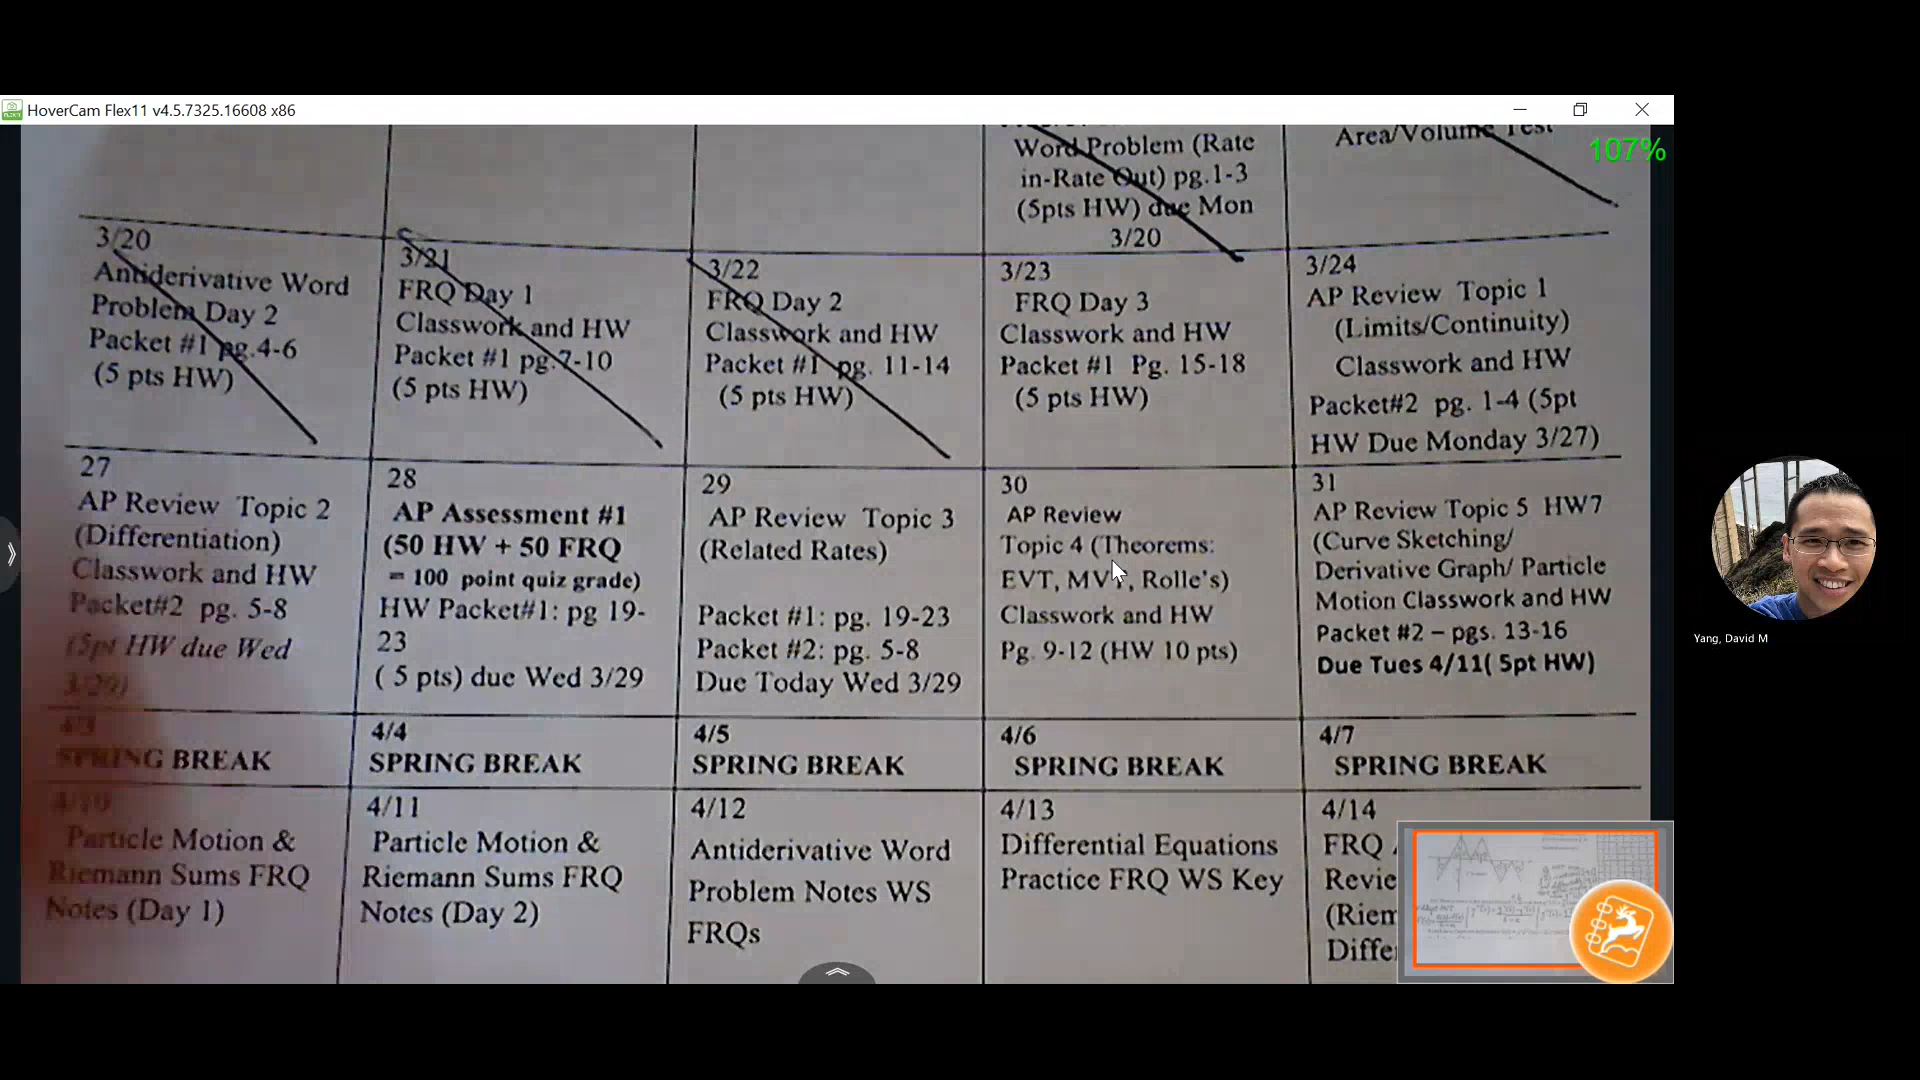 HoverCam Flex11 v4.5.7325.16608 x86
107%
Word Problem (Rate
in-Rate Out) pg.1-3
(5pts HW) due Mon
3/20
Area/Volume Test
3/20
Antiderivative Word
Problem Day 2
Packet #1 pg.4-6
(5 pts HW)
3/21
FRQ Day 1
Classwork and HW
Packet #1 pg.7-10
(5 pts HW)
3/22
FRQ Day 2
Classwork and HW
Packet #1 pg. 11-14
(5 pts HW)
3/23
FRQ Day 3
Classwork and HW
Packet #1 Pg. 15-18
(5 pts HW)
3/24
AP Review Topic 1
(Limits/Continuity)
Classwork and HW
Packet#2 pg. 1-4 (5pt
HW Due Monday 3/27)
27
AP Review Topic 2
(Differentiation)
Classwork and HW
Packet#2 pg. 5-8
(5pt HW due Wed
3/29)
28
AP Assessment #1
(50 HW + 50 FRQ
= 100 point quiz grade)
HW Packet#1: pg 19-
23
( 5 pts) due Wed 3/29
29
AP Review Topic 3
(Related Rates)
Packet #1: pg. 19-23
Packet #2: pg. 5-8
Due Today Wed 3/29
30
AP Review
Topic 4 (Theorems:
EVT, MVT, Rolle's)
Classwork and HW
Pg. 9-12 (HW 10 pts)
31
AP Review Topic 5 HW7
(Curve Sketching/
Derivative Graph/ Particle
Motion Classwork and HW
Packet #2 – pgs. 13-16
Due Tues 4/11( 5pt HW)
4/3
SPRING BREAK
4/4
SPRING BREAK
4/5
SPRING BREAK
4/6
SPRING BREAK
4/7
SPRING BREAK
4/10
Particle Motion &
Riemann Sums FRQ
Notes (Day 1)
4/11
Particle Motion &
Riemann Sums FRQ
Notes (Day 2)
4/12
Antiderivative Word
Problem Notes WS
FRQs
4/13
Differential Equations
Practice FRQ WS Key
4/14
FRQ
Revie
(Riem
Diffe
Yang, David M